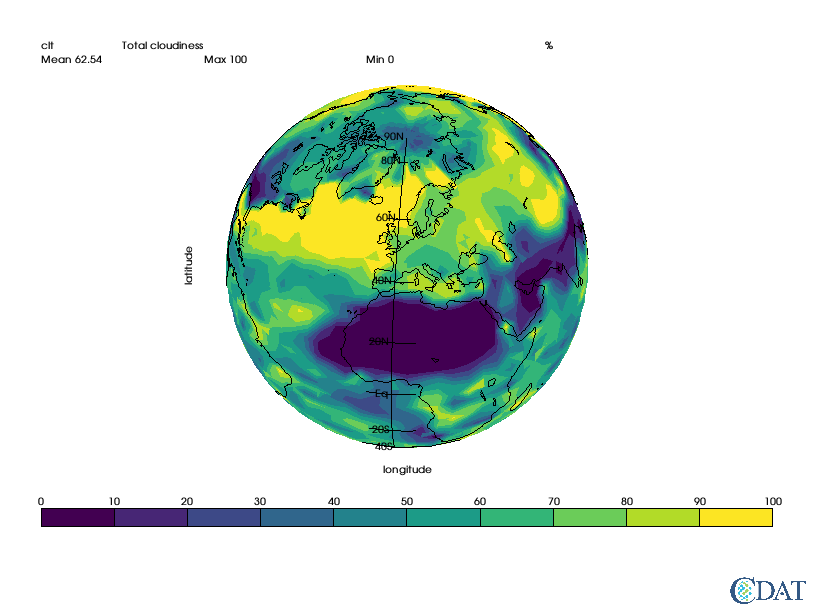 clt Total cloudiness %
Mean 62.54 Max 100 Min 0
90N
80N
60N
40N
20N
Eq
20S
40S
latitude
longitude
0 10 20 30 40 50 60 70 80 90 100
CDAT